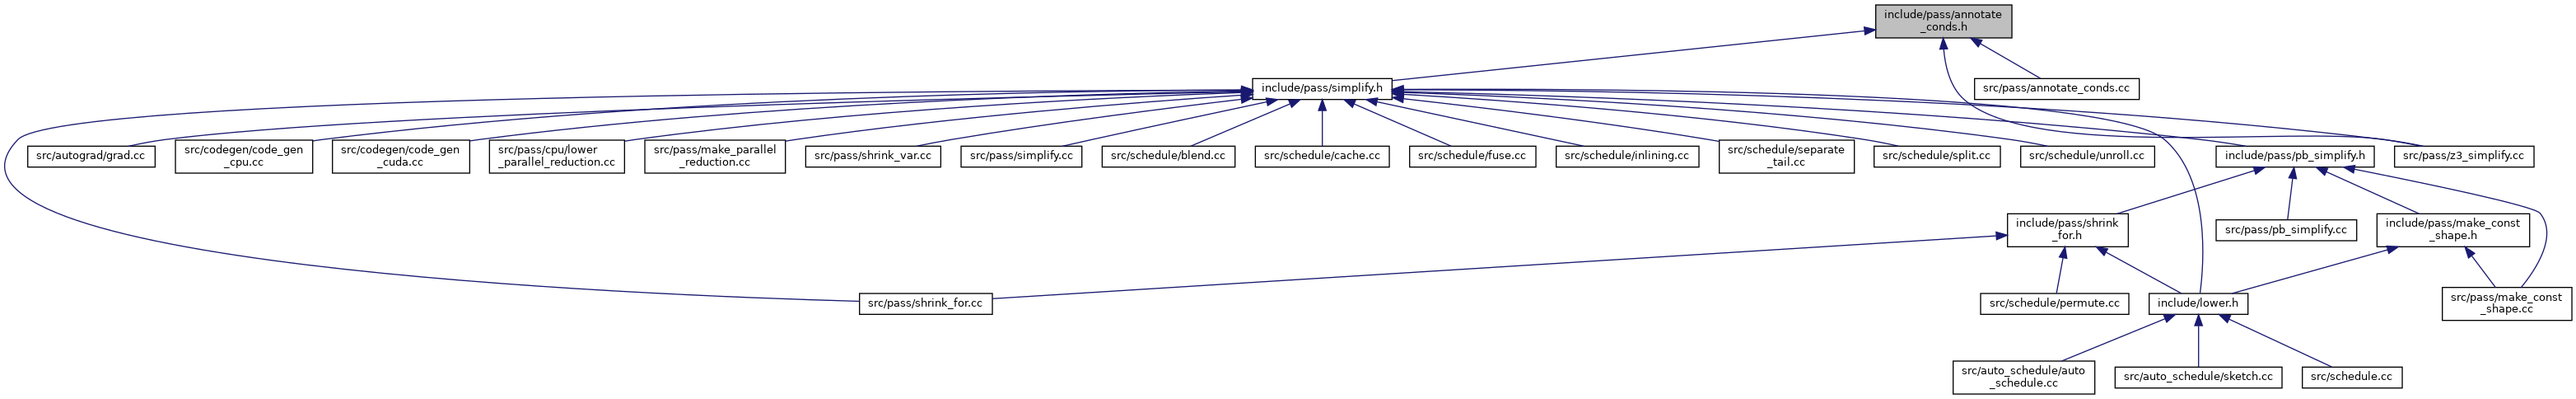 include/pass/annotate
_conds.h
include/pass/simplify.h
src/pass/annotate_conds.cc
src/autograd/grad.cc
src/codegen/code_gen
_cpu.cc
src/codegen/code_gen
_cuda.cc
src/pass/cpu/lower
_parallel_reduction.cc
src/pass/make_parallel
_reduction.cc
src/pass/shrink_var.cc
src/pass/simplify.cc
src/schedule/blend.cc
src/schedule/cache.cc
src/schedule/fuse.cc
src/schedule/inlining.cc
src/schedule/separate
_tail.cc
src/schedule/split.cc
src/schedule/unroll.cc
include/pass/pb_simplify.h
src/pass/z3_simplify.cc
include/pass/shrink
_for.h
src/pass/pb_simplify.cc
include/pass/make_const
_shape.h
src/pass/shrink_for.cc
src/schedule/permute.cc
include/lower.h
src/pass/make_const
_shape.cc
src/auto_schedule/auto
_schedule.cc
src/auto_schedule/sketch.cc
src/schedule.cc